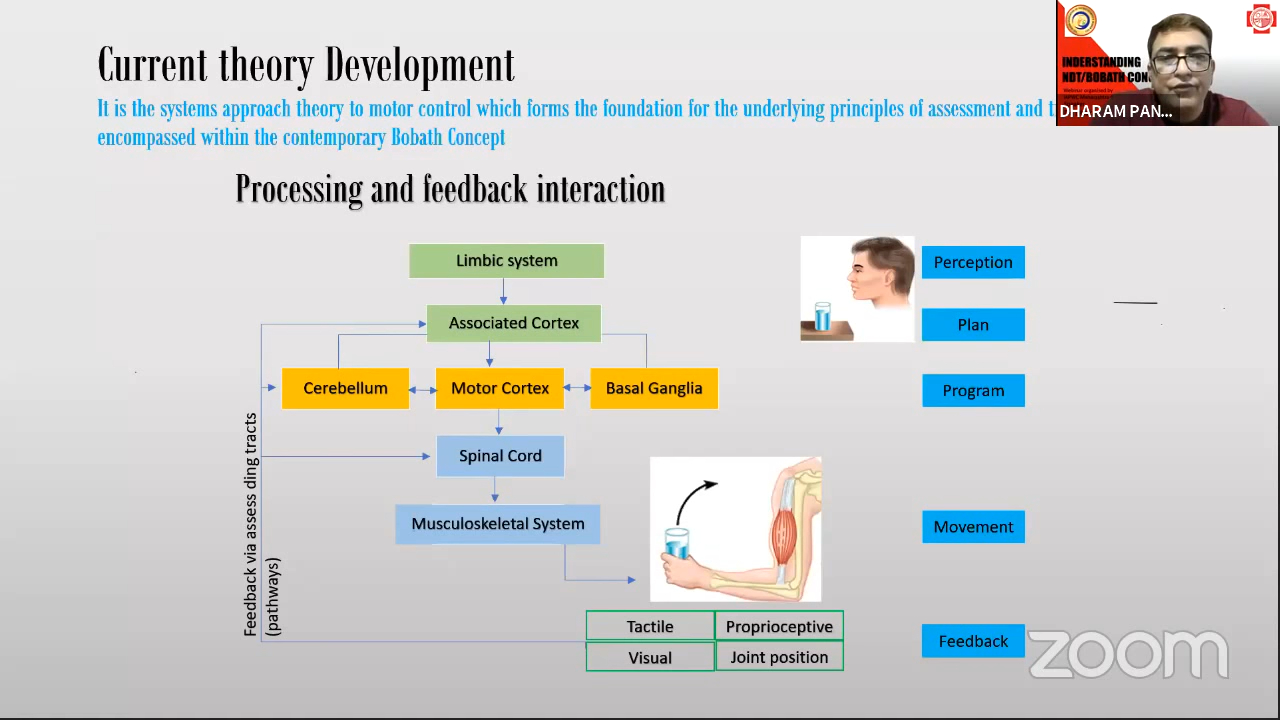 Current theory Development
It is the systems approach theory to motor control which forms the foundation for the underlying principles of assessment and
encompassed within the contemporary Bobath Concept
Processing and feedback interaction
Limbic system
Associated Cortex
Cerebellum
Motor Cortex
Basal Ganglia
Spinal Cord
Musculoskeletal System
Tactile
Proprioceptive
Visual
Joint position
Feedback via assess ding tracts
(pathways)
Perception
Plan
Program
Movement
Feedback
zoom
NDT/BOBATH CON
DHARAM PAN...